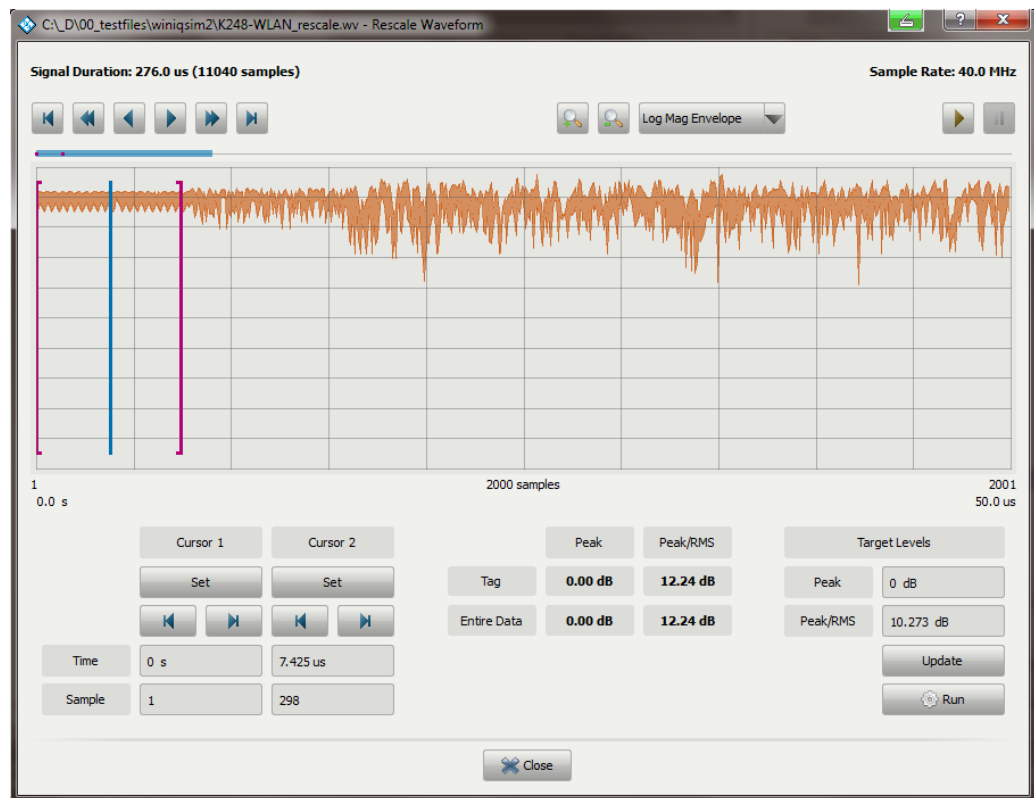 C:\_D\00_testfiles\winiqsim2\K248-WLAN_rescale.wv - Rescale Waveform
?
X
Signal Duration: 276.0 us (11040 samples)
Sample Rate: 40.0 MHz
Log Mag Envelope
1
2000 samples
2001
0.0 s
50.0 us
Cursor 1
Cursor 2
Peak
Peak/RMS
Target Levels
Set
Set
Tag
0.00 dB
12.24 dB
Peak
0 dB
Entire Data
0.00 dB
12.24 dB
Peak/RMS
10.273 dB
Time
0 s
7.425 us
Update
Sample
1
298
Run
Close